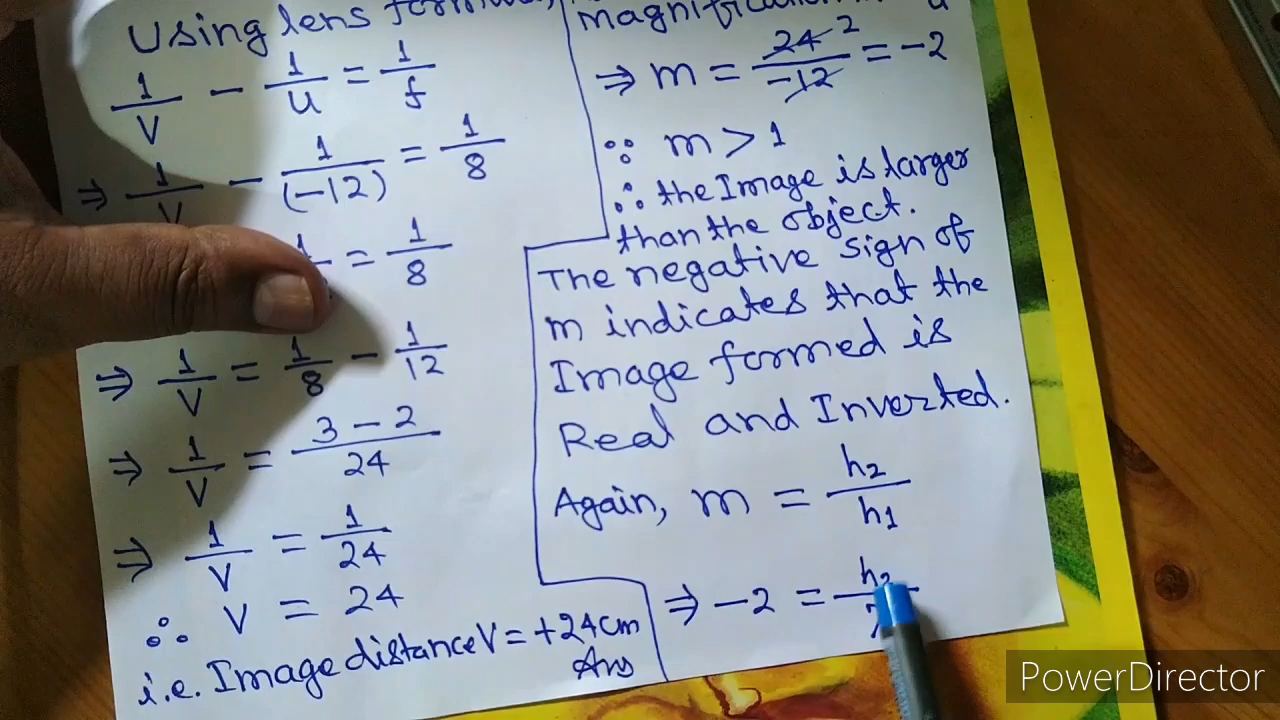 Using lens
1/V - 1/u = 1/f
⇒ 1/V - 1/(-12) = 1/8
= 1/8
⇒ 1/V = 1/8 - 1/12
⇒ 1/V = 3-2/24
⇒ 1/V = 1/24
∴ V = 24
i.e. Image distance V = +24cm
Ans
⇒ m = 24/-12 2 = -2
∵ m > 1
∴ the Image is larger
than the object.
The negative sign of
m indicates that the
Image formed is
Real and Inverted.
Again, m = h2/h1
⇒ -2 = h2/
PowerDirector